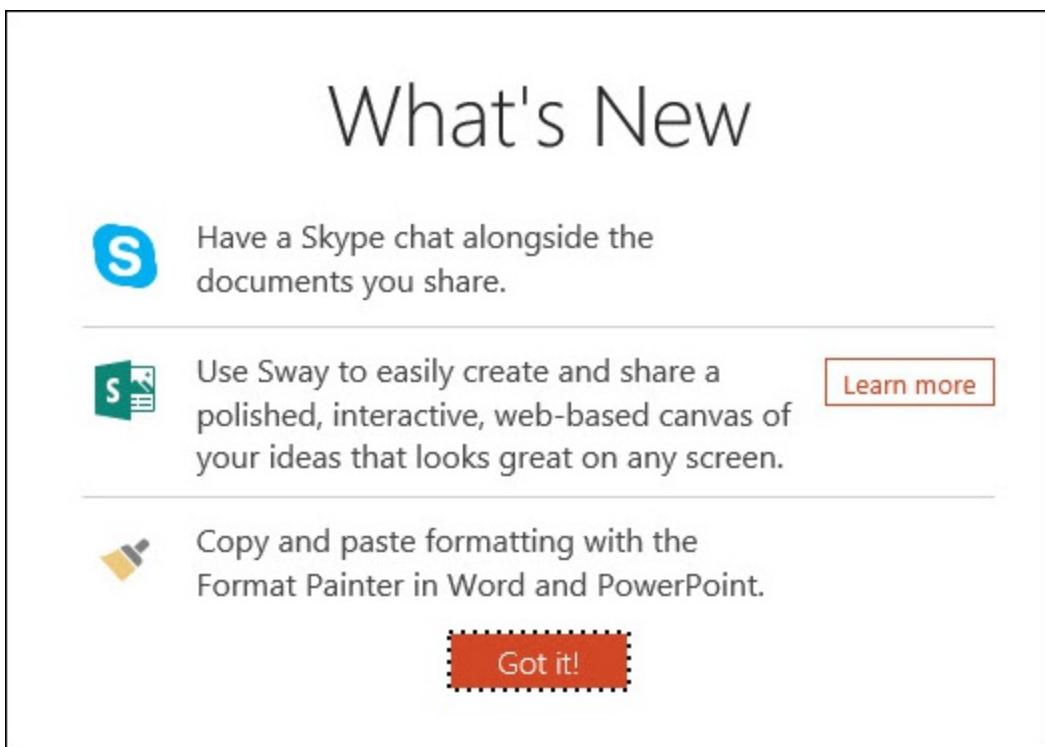 What's New
S
Have a Skype chat alongside the
documents you share.
S
Use Sway to easily create and share a
polished, interactive, web-based canvas of
your ideas that looks great on any screen.
Learn more
Copy and paste formatting with the
Format Painter in Word and PowerPoint.
Got it!